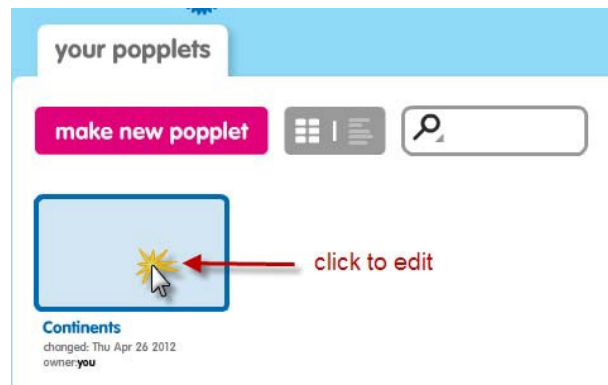 your popplets
make new popplet
click to edit
Continents
changed: Thu Apr 26 2012
owner:you